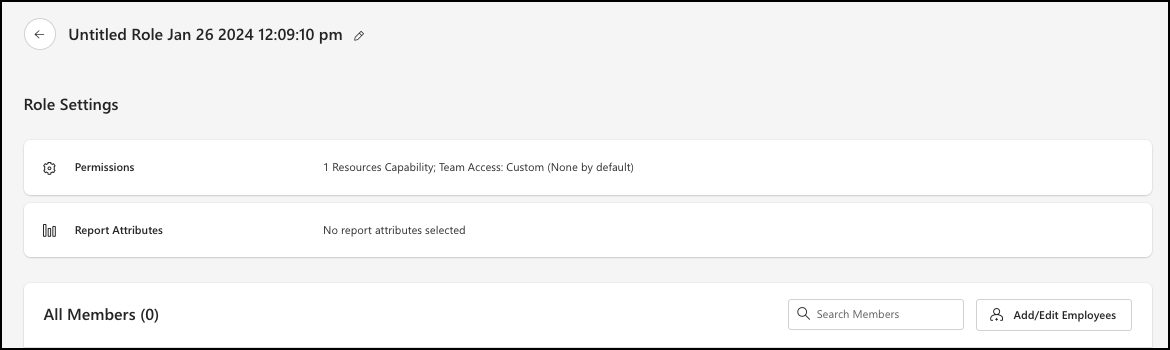 Untitled Role Jan 26 2024 12:09:10 pm
Role Settings
Permissions 1 Resources Capability; Team Access: Custom (None by default)
Report Attributes No report attributes selected
All Members (0) Search Members Add/Edit Employees